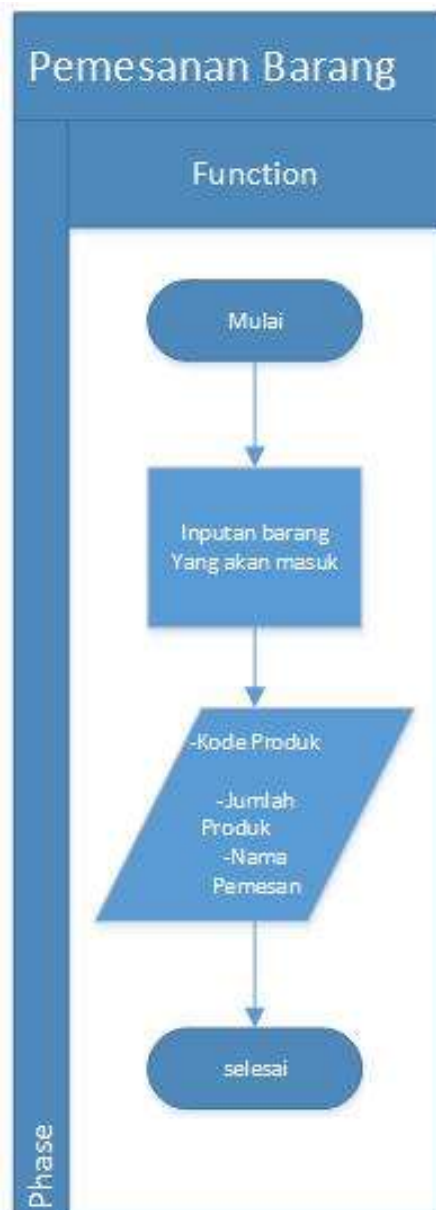 Pemesanan Barang
Function
Mulai
Inputan barang
Yang akan masuk
-Kode Produk
-Jumlah
Produk
-Nama
Pemesan
selesai
Phase